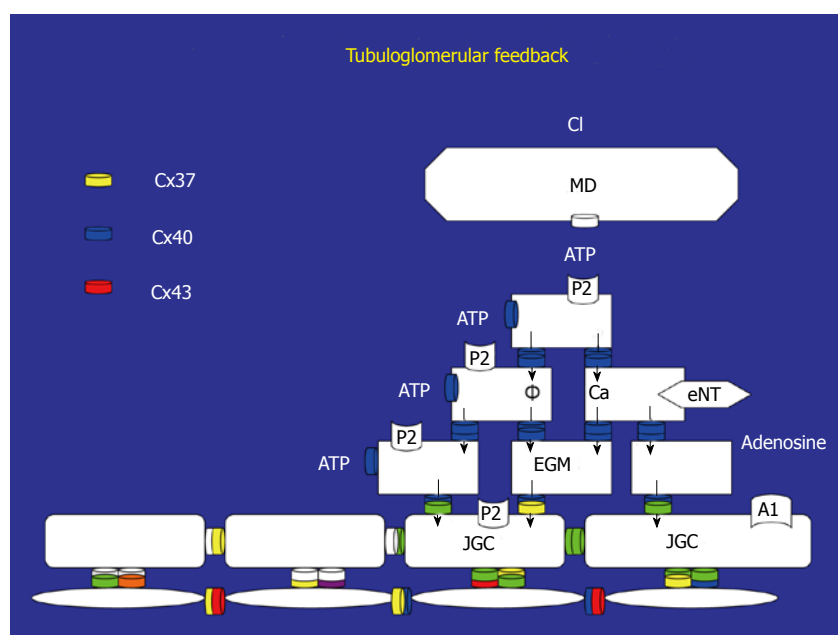 Tubuloglomerular feedback
Cl
MD
Cx37
Cx40
Cx43
ATP
P2
ATP
P2
ATP
Φ
Ca
eNT
P2
ATP
EGM
Adenosine
P2
A1
JGC
JGC